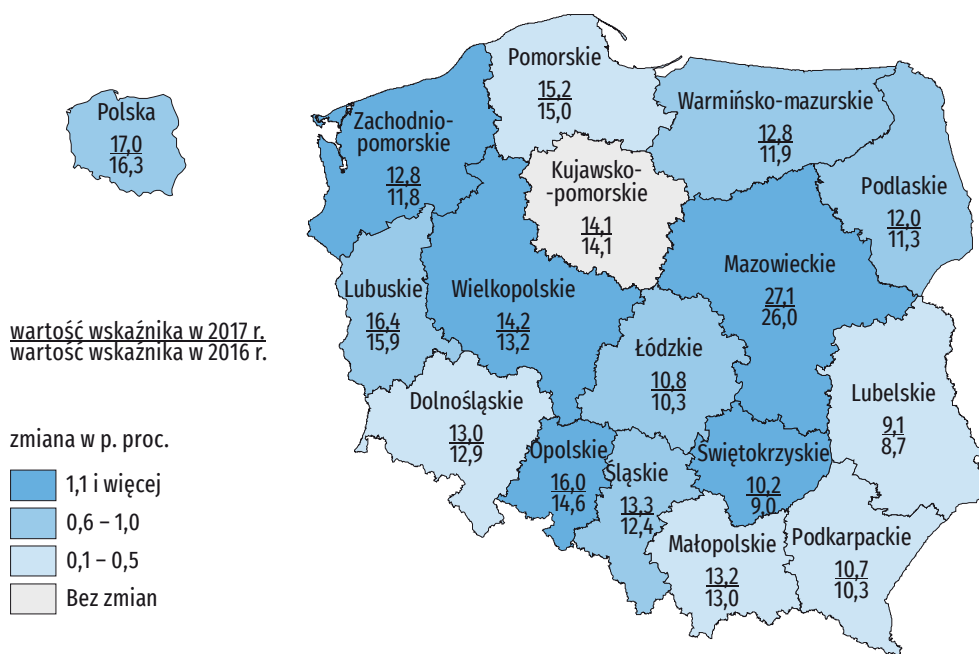 Polska
17,0
16,3
Pomorskie
15,2
15,0
Warmińsko-mazurskie
12,8
11,9
Zachodnio-
pomorskie
12,8
11,8
Kujawsko-
-pomorskie
14,1
14,1
Podlaskie
12,0
11,3
Mazowieckie
27,1
26,0
Lubuskie
16,4
15,9
Wielkopolskie
14,2
13,2
Łódzkie
10,8
10,3
Lubelskie
9,1
8,7
Dolnośląskie
13,0
12,9
Opolskie
16,0
14,6
Śląskie
13,3
12,4
Świętokrzyskie
10,2
9,0
Małopolskie
13,2
13,0
Podkarpackie
10,7
10,3
wartość wskaźnika w 2017 r.
wartość wskaźnika w 2016 r.
zmiana w p. proc.
1,1 i więcej
0,6 – 1,0
0,1 – 0,5
Bez zmian